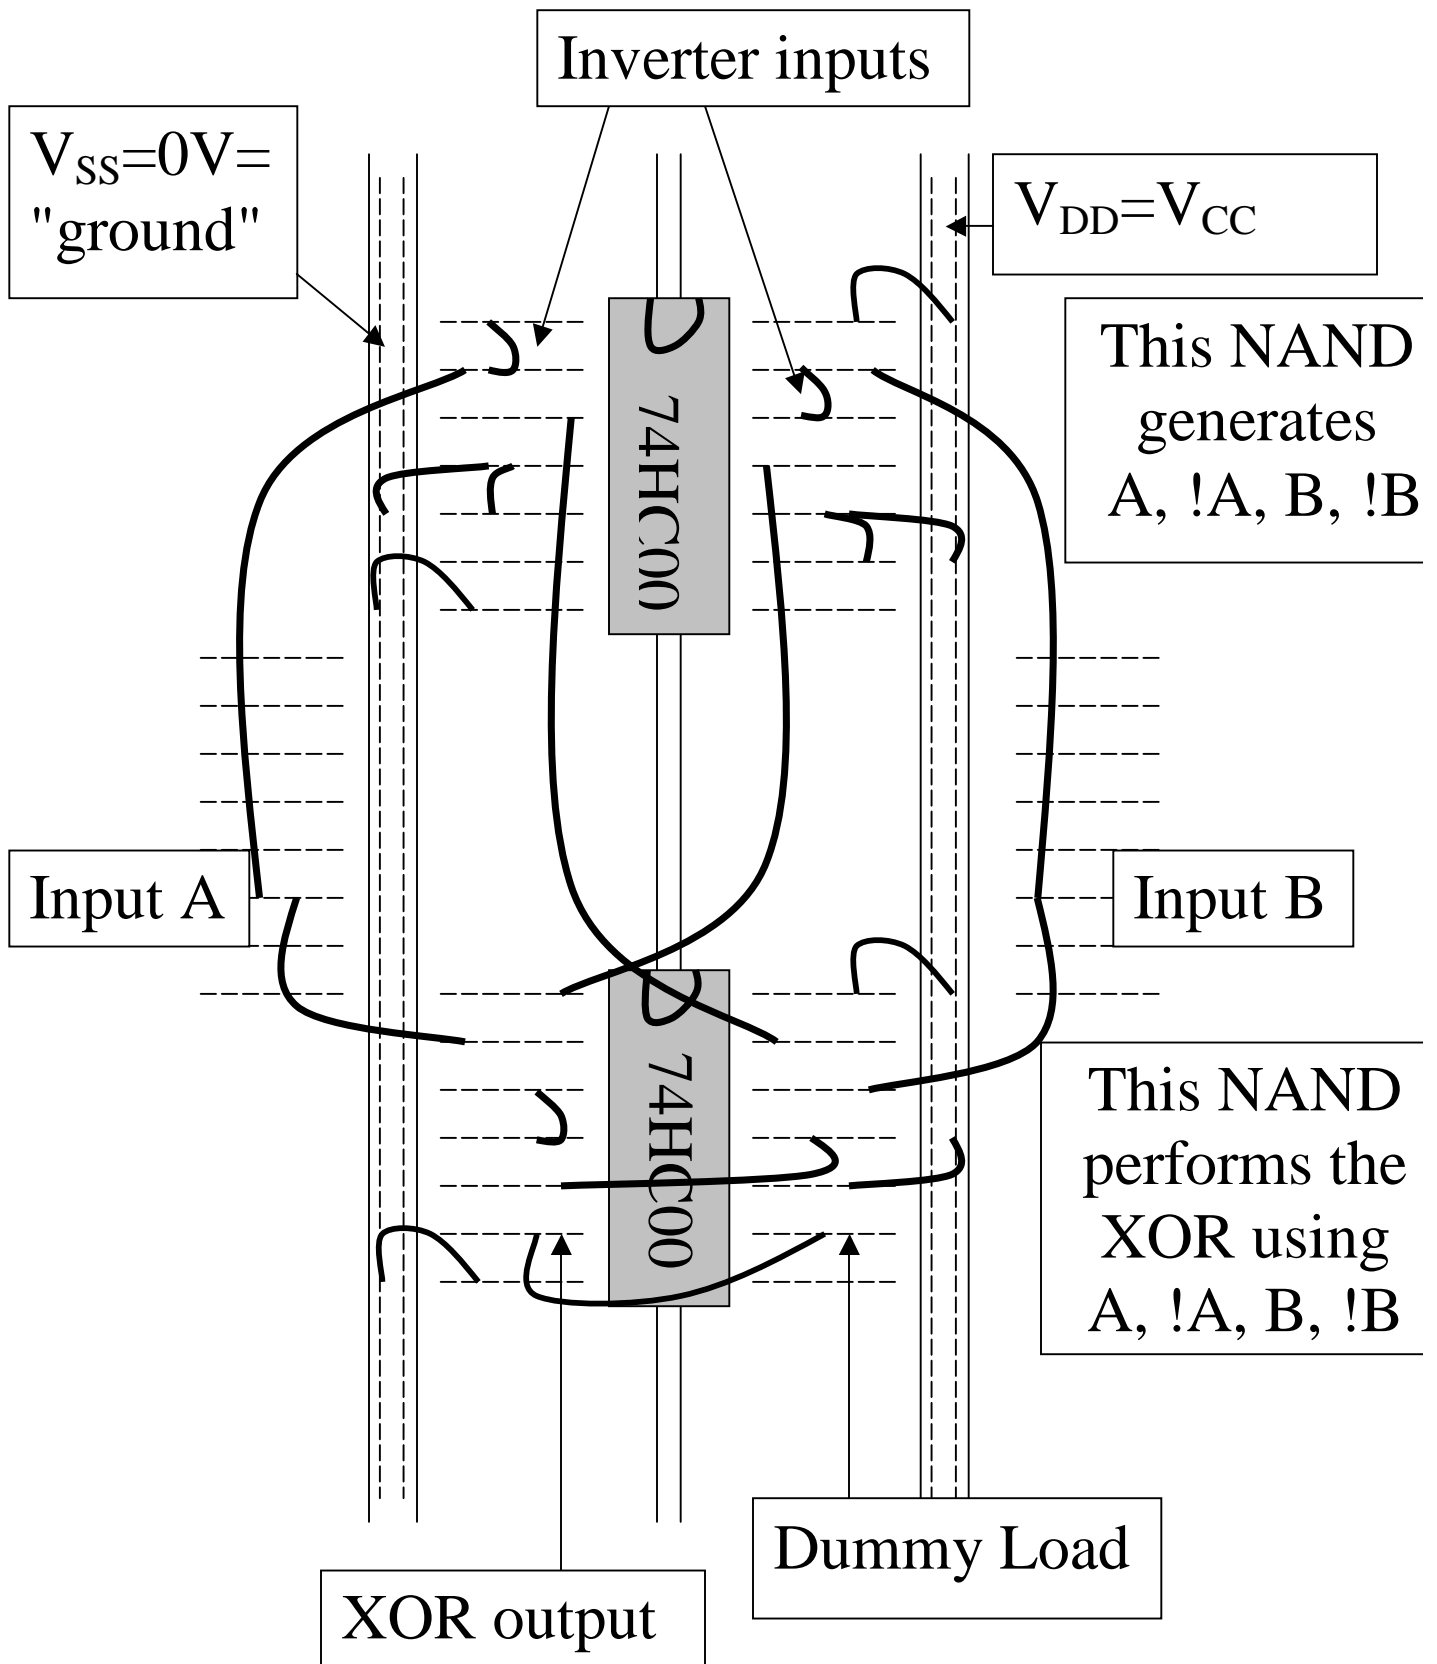 Inverter inputs
VSS=0V=
"ground"
VDD=VCC
This NAND
generates
A, !A, B, !B
74HC00
Input A
Input B
74HC00
This NAND
performs the
XOR using
A, !A, B, !B
Dummy Load
XOR output